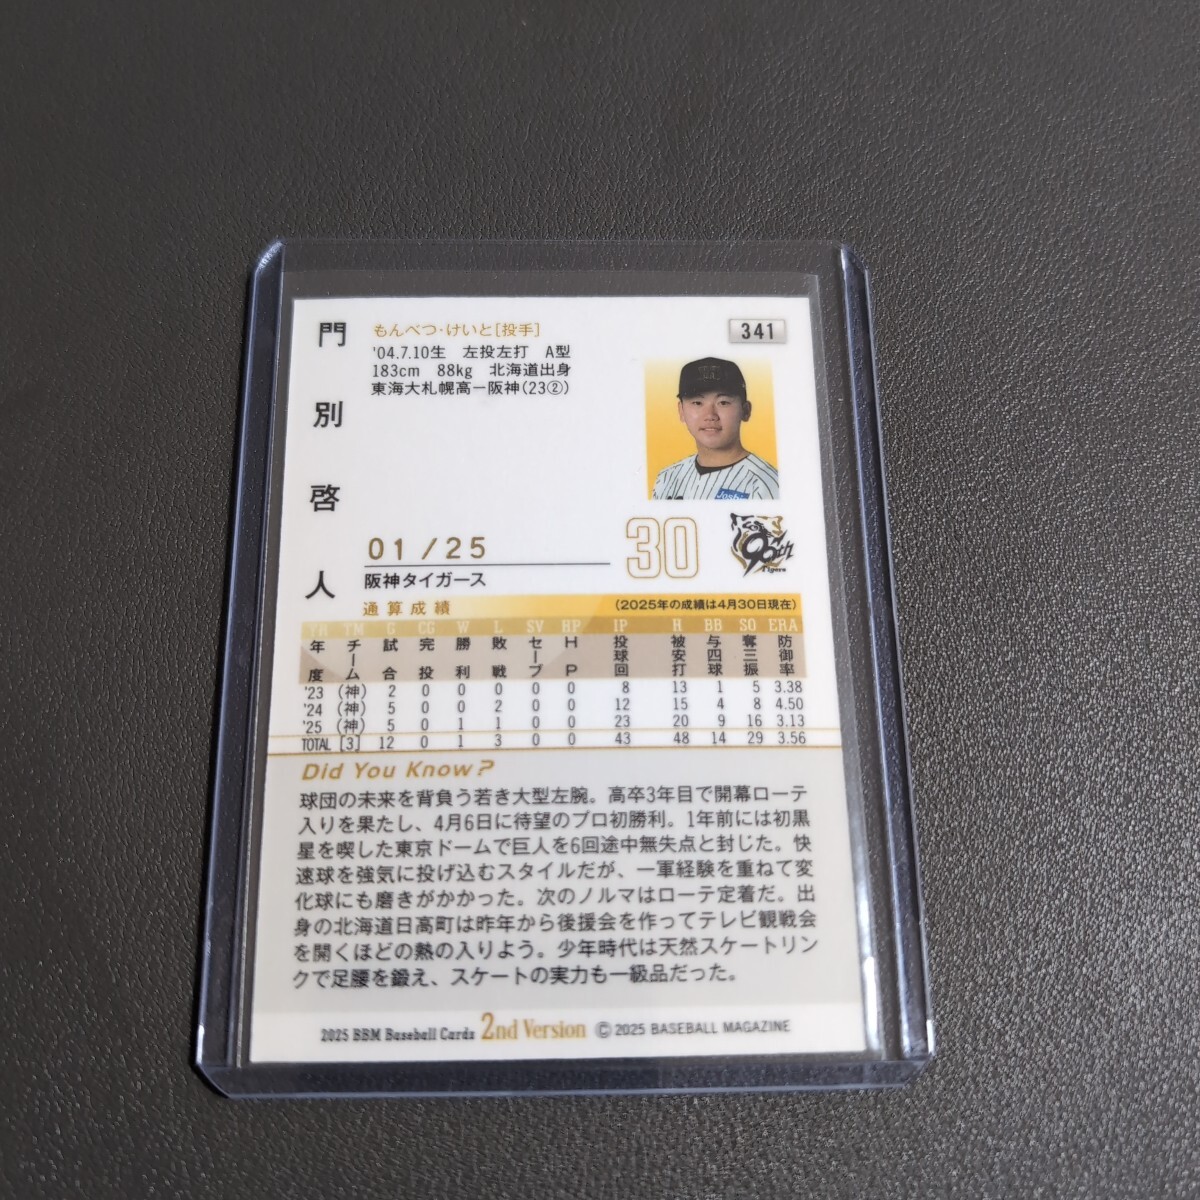 門別啓人
もんべつ・けいと[投手]
341
'04.7.10生 左投左打 A型
183cm 88kg 北海道出身
東海大札幌高ー阪神(23②)
Joshin
01/25
30
90th
Tigers
阪神タイガース
通算成績 (2025年の成績は4月30日現在)
YR TM G CG W L SV HP IP H BB SO ERA
年度 チーム 試合 完投 勝利 敗戦 セーブ HP 投球回 被安打 与四球 奪三振 防御率
'23 (神) 2 0 0 0 0 0 8 13 1 5 3.38
'24 (神) 5 0 0 2 0 0 12 15 4 8 4.50
'25 (神) 5 0 1 1 0 0 23 20 9 16 3.13
TOTAL [3] 12 0 1 3 0 0 43 48 14 29 3.56
Did You Know?
球団の未来を背負う若き大型左腕。高卒3年目で開幕ローテ
入りを果たし、4月6日に待望のプロ初勝利。1年前には初黒
星を喫した東京ドームで巨人を6回途中無失点と封じた。快
速球を強気に投げ込むスタイルだが、一軍経験を重ねて変
化球にも磨きがかかった。次のノルマはローテ定着だ。出
身の北海道日高町は昨年から後援会を作ってテレビ観戦会
を開くほどの熱の入りよう。少年時代は天然スケートリン
クで足腰を鍛え、スケートの実力も一級品だった。
2025 BBM Baseball Cards 2nd Version ©2025 BASEBALL MAGAZINE